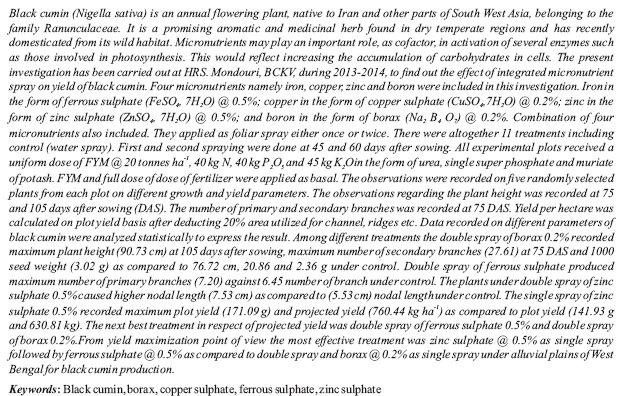 Black cumin (Nigella sativa) is an annual flowering plant, native to Iran and other parts of South West Asia, belonging to the
family Ranunculaceae. It is a promising aromatic and medicinal herb found in dry temperate regions and has recently
domesticated from its wild habitat. Micronutrients may play an important role, as cofactor, in activation of several enzymes such
as those involved in photosynthesis. This would reflect increasing the accumulation of carbohydrates in cells. The present
investigation has been carried out at HRS. Mondouri, BCKV, during 2013-2014, to find out the effect of integrated micronutrient
spray on yield of black cumin. Four micronutrients namely iron, copper, zinc and boron were included in this investigation. Iron in
the form of ferrous sulphate (FeSO₄, 7H₂O) @ 0.5%; copper in the form of copper sulphate (CuSO₄,7H₂O) @ 0.2%; zinc in the
form of zinc sulphate (ZnSO₄, 7H₂O) @ 0.5%; and boron in the form of borax (Na₂ B₄ O₇) @ 0.2%. Combination of four
micronutrients also included. They applied as foliar spray either once or twice. There were altogether 11 treatments including
control (water spray). First and second spraying were done at 45 and 60 days after sowing. All experimental plots received a
uniform dose of FYM @ 20 tonnes ha⁻¹, 40 kg N, 40 kg P₂O₅ and 45 kg K₂O in the form of urea, single super phosphate and muriate
of potash. FYM and full dose of dose of fertilizer were applied as basal. The observations were recorded on five randomly selected
plants from each plot on different growth and yield parameters. The observations regarding the plant height was recorded at 75
and 105 days after sowing (DAS). The number of primary and secondary branches was recorded at 75 DAS. Yield per hectare was
calculated on plot yield basis after deducting 20% area utilized for channel, ridges etc. Data recorded on different parameters of
black cumin were analyzed statistically to express the result. Among different treatments the double spray of borax 0.2% recorded
maximum plant height (90.73 cm) at 105 days after sowing, maximum number of secondary branches (27.61) at 75 DAS and 1000
seed weight (3.02 g) as compared to 76.72 cm, 20.86 and 2.36 g under control. Double spray of ferrous sulphate produced
maximum number of primary branches (7.20) against 6.45 number of branch under control. The plants under double spray of zinc
sulphate 0.5% caused higher nodal length (7.53 cm) as compared to (5.53 cm) nodal length under control. The single spray of zinc
sulphate 0.5% recorded maximum plot yield (171.09 g) and projected yield (760.44 kg ha⁻¹) as compared to plot yield (141.93 g
and 630.81 kg). The next best treatment in respect of projected yield was double spray of ferrous sulphate 0.5% and double spray
of borax 0.2%.From yield maximization point of view the most effective treatment was zinc sulphate @ 0.5% as single spray
followed by ferrous sulphate @ 0.5% as compared to double spray and borax @ 0.2% as single spray under alluvial plains of West
Bengal for black cumin production.
Keywords: Black cumin, borax, copper sulphate, ferrous sulphate, zinc sulphate